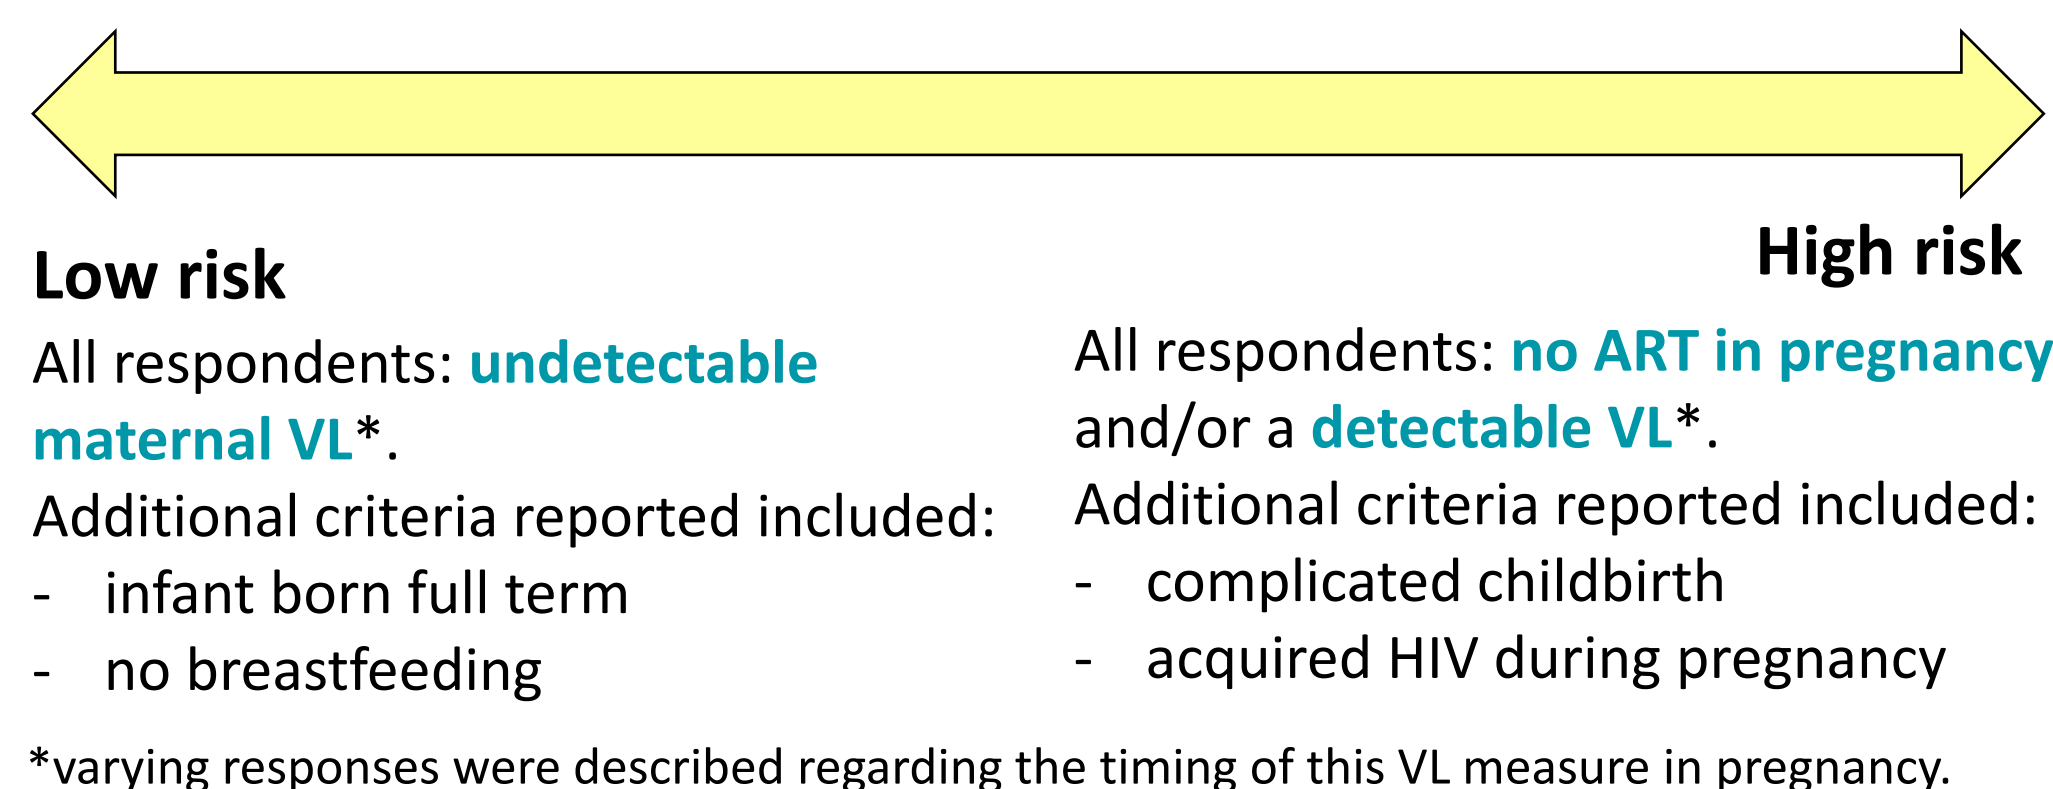 Low risk
All respondents: undetectable
maternal VL*.
Additional criteria reported included:
- infant born full term
- no breastfeeding
High risk
All respondents: no ART in pregnancy
and/or a detectable VL*.
Additional criteria reported included:
- complicated childbirth
- acquired HIV during pregnancy
*varying responses were described regarding the timing of this VL measure in pregnancy.